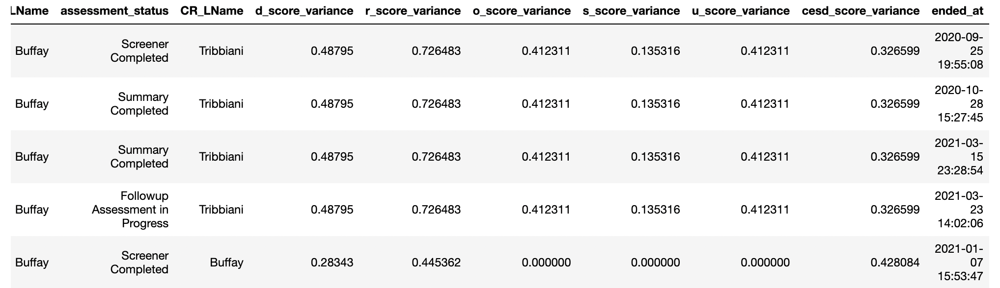 LName assessment_status CR_LName d_score_variance r_score_variance o_score_variance s_score_variance u_score_variance cesd_score_variance ended_at
Buffay Screener Completed Tribbiani 0.48795 0.726483 0.412311 0.135316 0.412311 0.326599 2020-09-25 19:55:08
Buffay Summary Completed Tribbiani 0.48795 0.726483 0.412311 0.135316 0.412311 0.326599 2020-10-28 15:27:45
Buffay Summary Completed Tribbiani 0.48795 0.726483 0.412311 0.135316 0.412311 0.326599 2021-03-15 23:28:54
Buffay Followup Assessment in Progress Tribbiani 0.48795 0.726483 0.412311 0.135316 0.412311 0.326599 2021-03-23 14:02:06
Buffay Screener Completed Buffay 0.28343 0.445362 0.000000 0.000000 0.000000 0.428084 2021-01-07 15:53:47